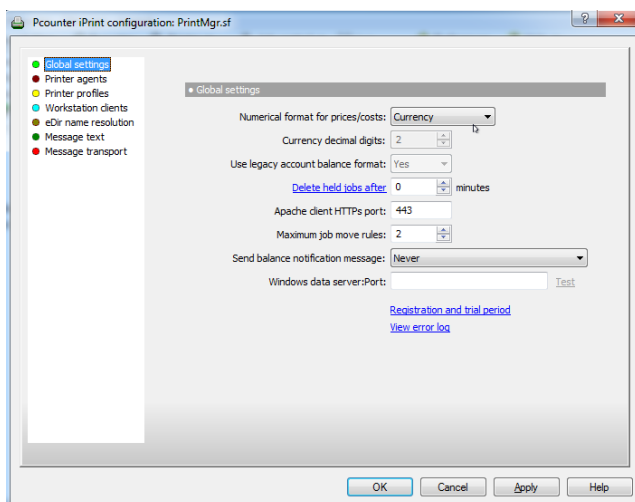 Pcounter iPrint configuration: PrintMgr.sf
Global settings
Printer agents
Printer profiles
Workstation clients
eDir name resolution
Message text
Message transport
Global settings
Numerical format for prices/costs: Currency
Currency decimal digits: 2
Use legacy account balance format: Yes
Delete held jobs after 0 minutes
Apache client HTTPs port: 443
Maximum job move rules: 2
Send balance notification message: Never
Windows data server:Port: Test
Registration and trial period
View error log
OK Cancel Apply Help